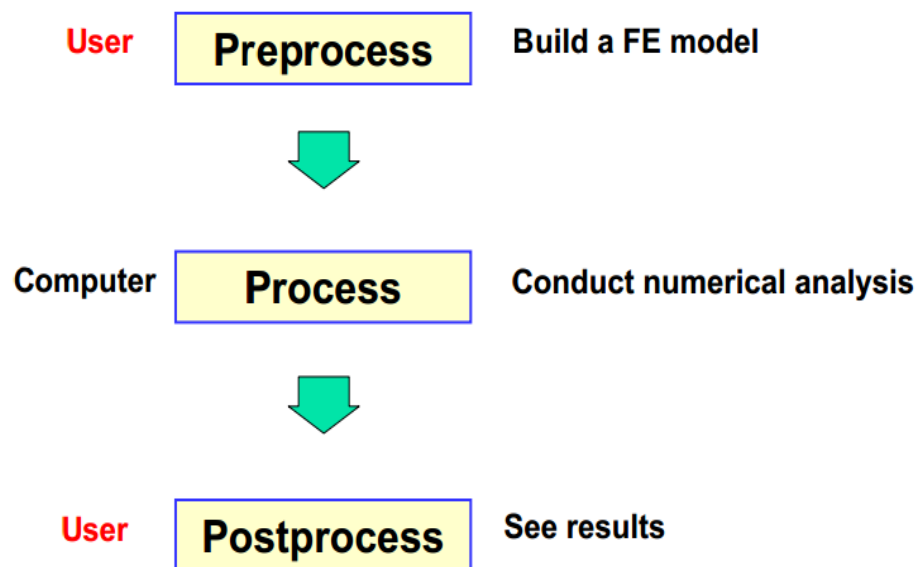 User Preprocess Build a FE model
Computer Process Conduct numerical analysis
User Postprocess See results